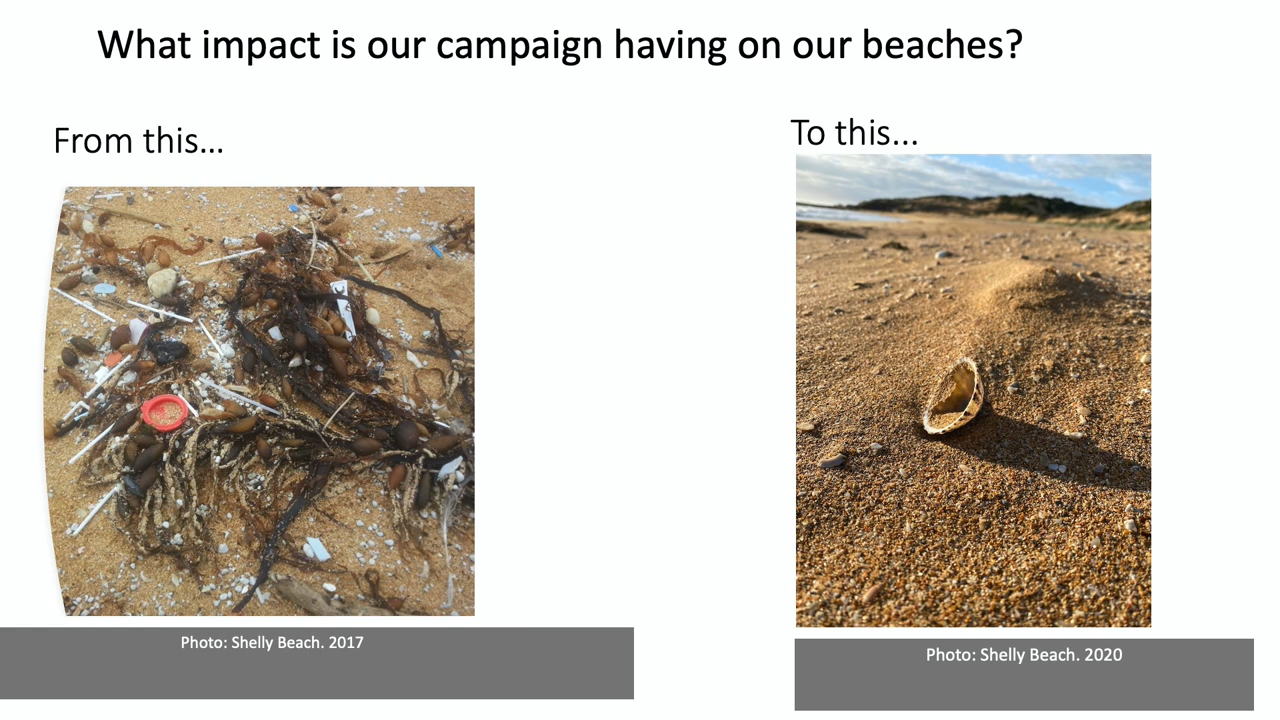 What impact is our campaign having on our beaches?
From this...
To this...
Photo: Shelly Beach. 2017
Photo: Shelly Beach. 2020